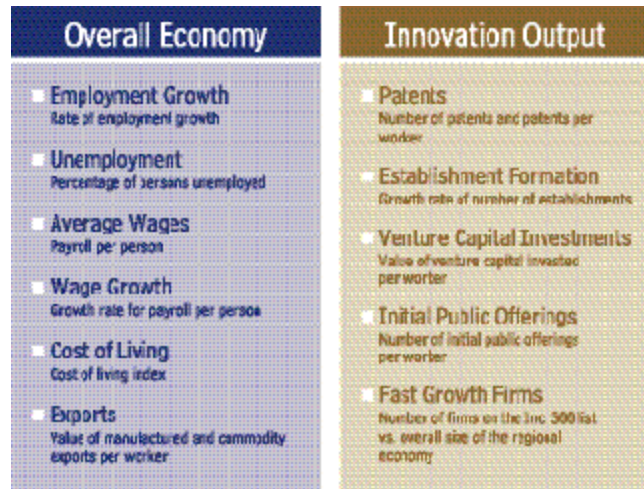 Overall Economy
Employment Growth
Rate of employment growth
Unemployment
Percentage of persons unemployed
Average Wages
Payroll per person
Wage Growth
Growth rate for payroll per person
Cost of Living
Cost of living index
Exports
Value of manufactured and commodity
exports per worker
Innovation Output
Patents
Number of patents and patents per
worker
Establishment Formation
Growth rate of number of establishments
Venture Capital Investments
Value of venture capital invested
per worker
Initial Public Offerings
Number of initial public offerings
per worker
Fast Growth Firms
Number of firms on the Inc. 500 list
vs. overall size of the regional
economy